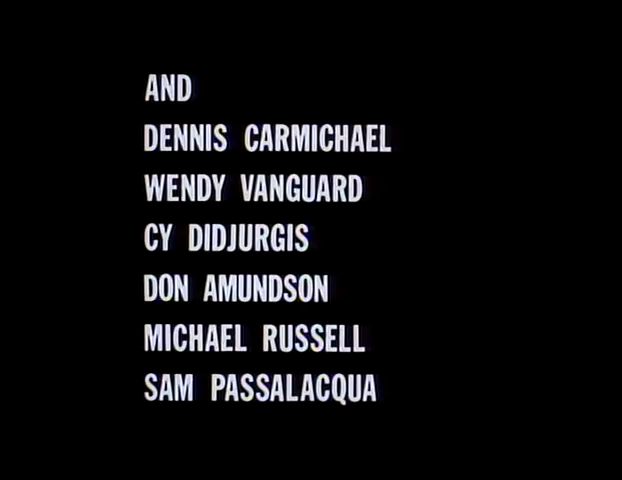 AND
DENNIS CARMICHAEL
WENDY VANGUARD
CY DIDJURGIS
DON AMUNDSON
MICHAEL RUSSELL
SAM PASSALACQUA